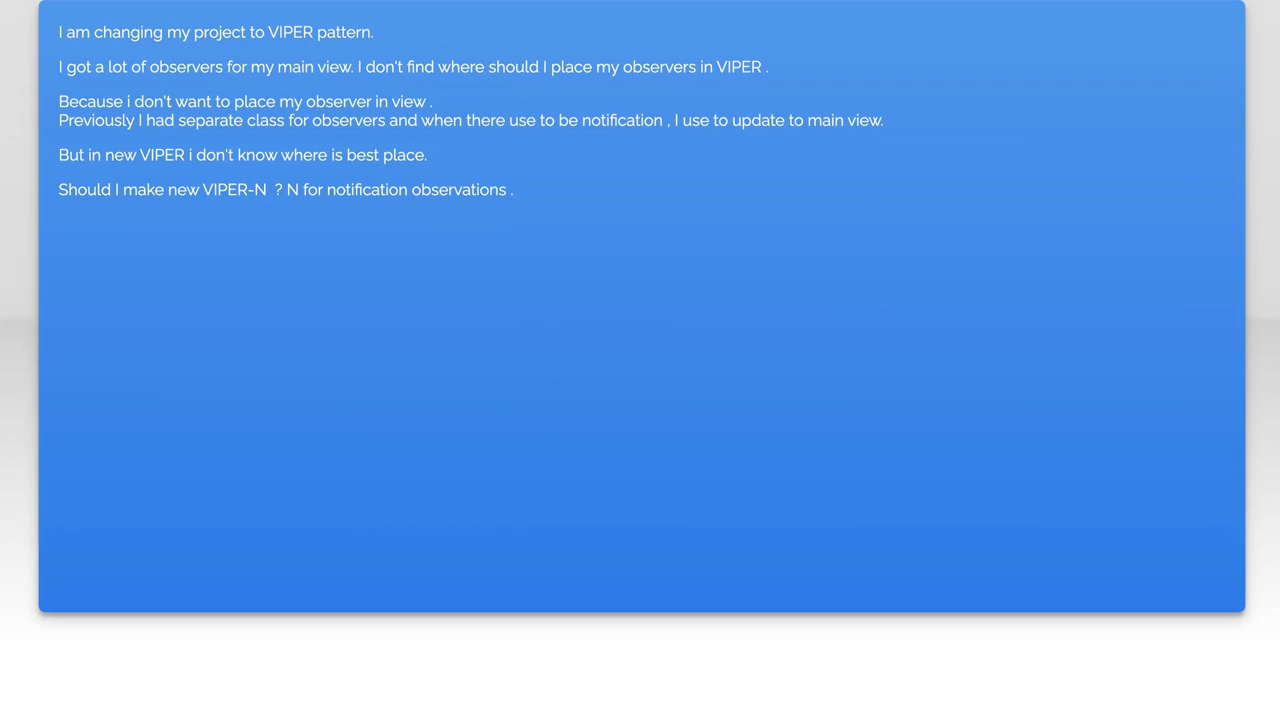 I am changing my project to VIPER pattern.
I got a lot of observers for my main view. I don't find where should I place my observers in VIPER .
Because i don't want to place my observer in view .
Previously I had separate class for observers and when there use to be notification , I use to update to main view.
But in new VIPER i don't know where is best place.
Should I make new VIPER-N  ? N for notification observations .